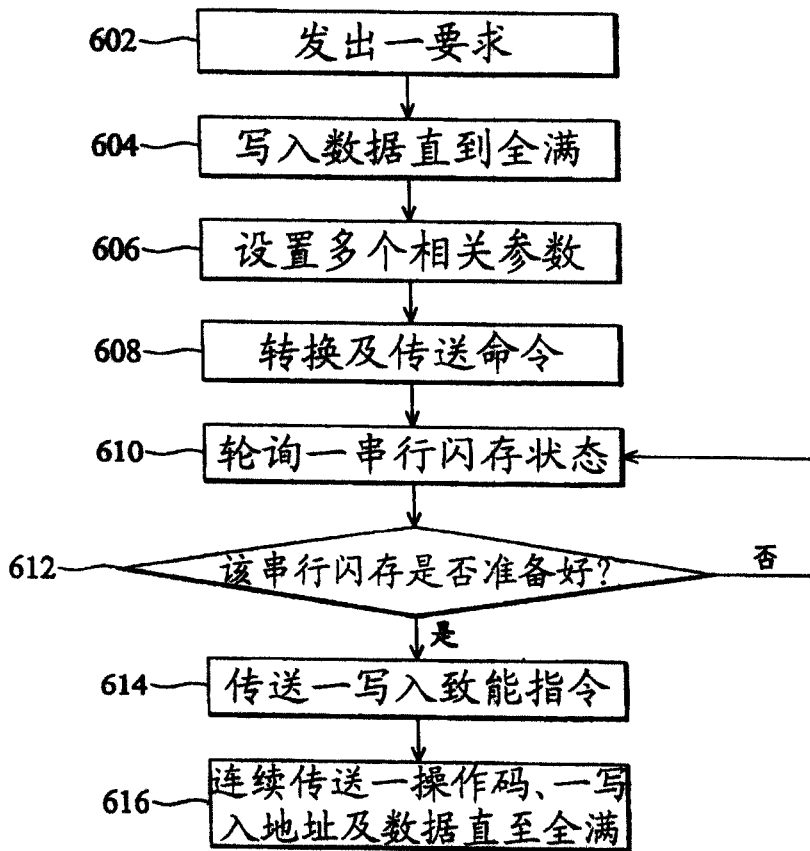 602 发出一要求
604 写入数据直到全满
606 设置多个相关参数
608 转换及传送命令
610 轮询一串行闪存状态
612 该串行闪存是否准备好? 否
是
614 传送一写入致能指令
616 连续传送一操作码、一写
入地址及数据直至全满